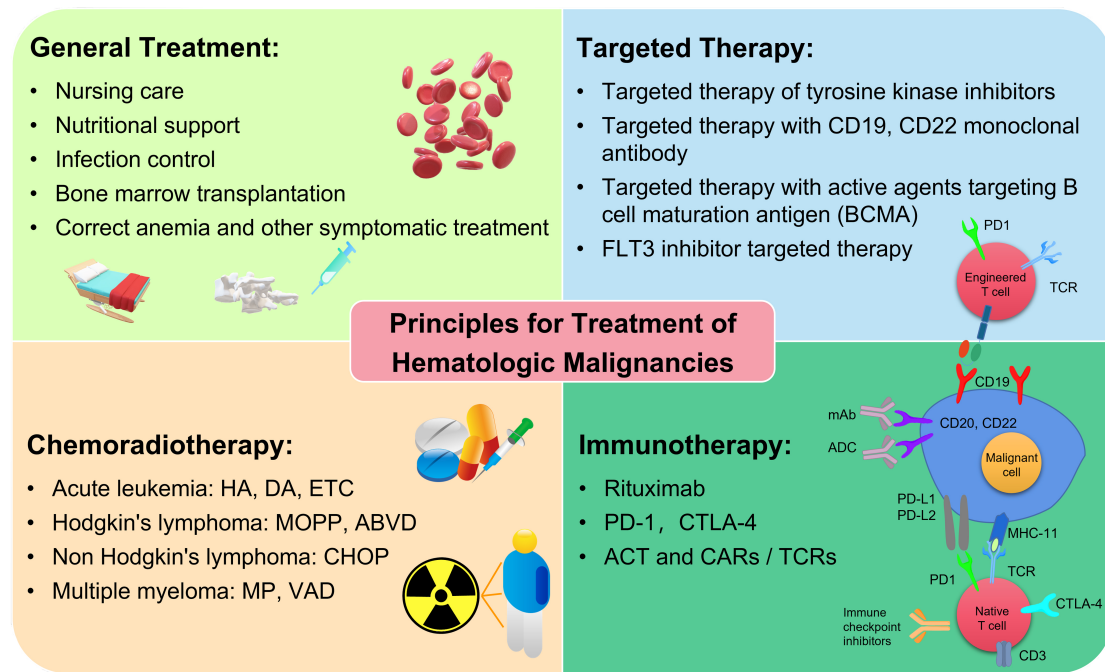 General Treatment:
• Nursing care
• Nutritional support
• Infection control
• Bone marrow transplantation
• Correct anemia and other symptomatic treatment
Targeted Therapy:
• Targeted therapy of tyrosine kinase inhibitors
• Targeted therapy with CD19, CD22 monoclonal
antibody
• Targeted therapy with active agents targeting B
cell maturation antigen (BCMA)
• FLT3 inhibitor targeted therapy
PD1
Engineered
T cell
TCR
Principles for Treatment of
Hematologic Malignancies
Chemoradiotherapy:
• Acute leukemia: HA, DA, ETC
• Hodgkin's lymphoma: MOPP, ABVD
• Non Hodgkin's lymphoma: CHOP
• Multiple myeloma: MP, VAD
Immunotherapy:
• Rituximab
• PD-1, CTLA-4
• ACT and CARs / TCRs
CD19
mAb
CD20, CD22
ADC
Malignant
cell
PD-L1
PD-L2
MHC-11
TCR
PD1
CTLA-4
Native
T cell
Immune
checkpoint
inhibitors
CD3